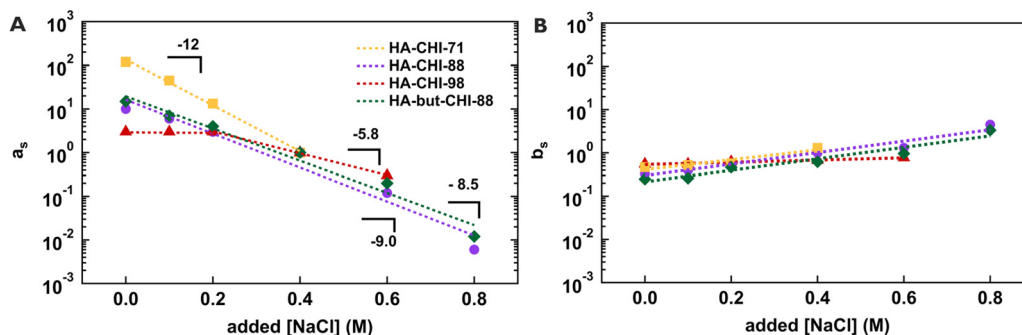 A
10³
10²
10¹
10⁰
10⁻¹
10⁻²
10⁻³
aₛ
-12
HA-CHI-71
HA-CHI-88
HA-CHI-98
HA-but-CHI-88
-5.8
- 8.5
-9.0
0.0 0.2 0.4 0.6 0.8
added [NaCl] (M)
B
10³
10²
10¹
10⁰
10⁻¹
10⁻²
10⁻³
bₛ
0.0 0.2 0.4 0.6 0.8
added [NaCl] (M)